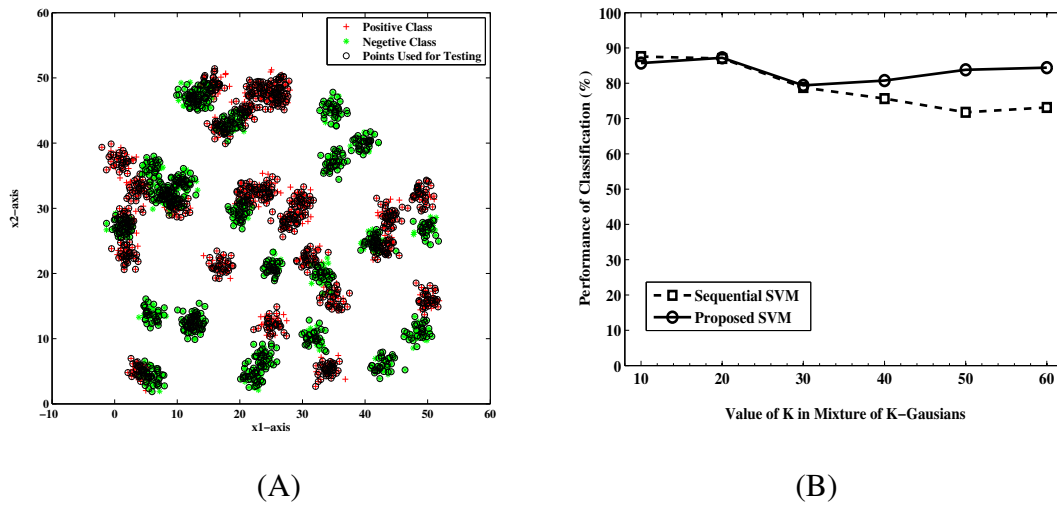 60
50
40
30
20
10
0
−10
0
10
20
30
40
50
60
x2−axis
x1−axis
Positive Class
Negetive Class
Points Used for Testing
(A)
100
90
80
70
60
50
40
30
20
10
0
10
20
30
40
50
60
Performance of Classification (%)
Value of K in Mixture of K−Gausians
Sequential SVM
Proposed SVM
(B)